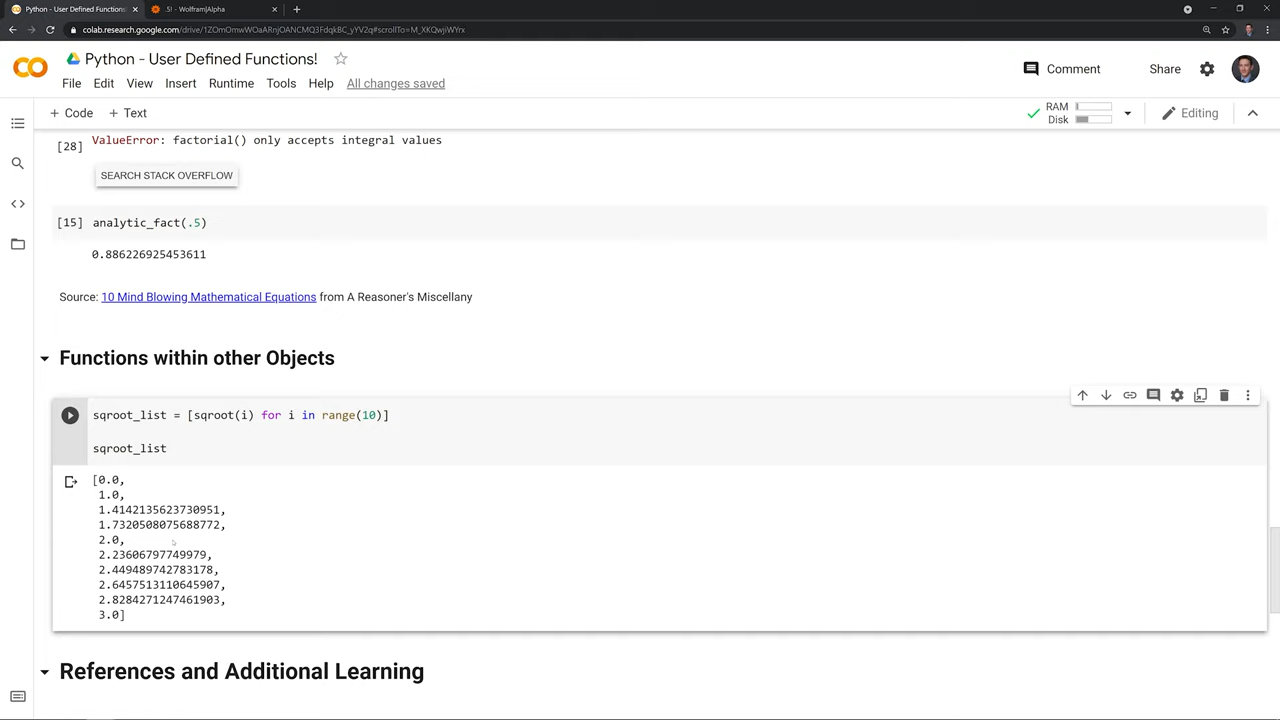 Python - User Defined Functions!
.5! - Wolfram|Alpha
colab.research.google.com/drive/1ZOmOmwWOaARnjOANCMQ3FdqkBC_yYV2q#scrollTo=M_XKQwjiWYrx
Python - User Defined Functions!
File Edit View Insert Runtime Tools Help All changes saved
Comment Share
+ Code + Text
RAM
Disk
Editing
[28] ValueError: factorial() only accepts integral values
SEARCH STACK OVERFLOW
[15] analytic_fact(.5)
0.886226925453611
Source: 10 Mind Blowing Mathematical Equations from A Reasoner's Miscellany
Functions within other Objects
sqroot_list = [sqroot(i) for i in range(10)]
sqroot_list
[0.0,
1.0,
1.4142135623730951,
1.7320508075688772,
2.0,
2.23606797749979,
2.449489742783178,
2.6457513110645907,
2.8284271247461903,
3.0]
References and Additional Learning